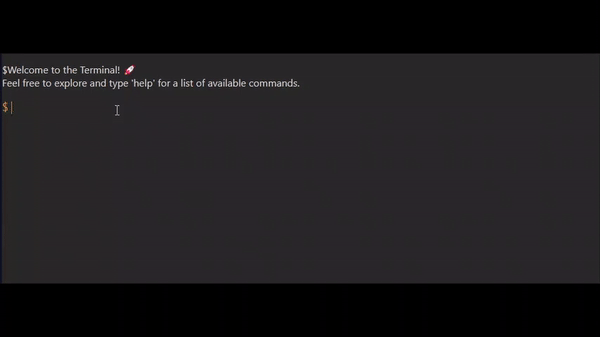 $Welcome to the Terminal! 🚀
Feel free to explore and type 'help' for a list of available commands.
$